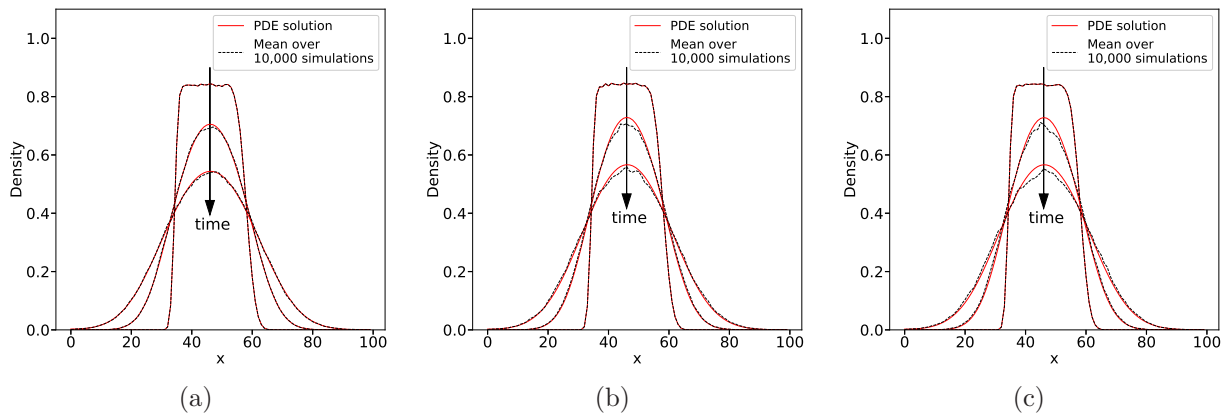 PDE solution
Mean over
10,000 simulations
1.0
0.8
0.6
0.4
0.2
0.0
Density
time
0 20 40 60 80 100
x
(a)
PDE solution
Mean over
10,000 simulations
1.0
0.8
0.6
0.4
0.2
0.0
Density
time
0 20 40 60 80 100
x
(b)
PDE solution
Mean over
10,000 simulations
1.0
0.8
0.6
0.4
0.2
0.0
Density
time
0 20 40 60 80 100
x
(c)